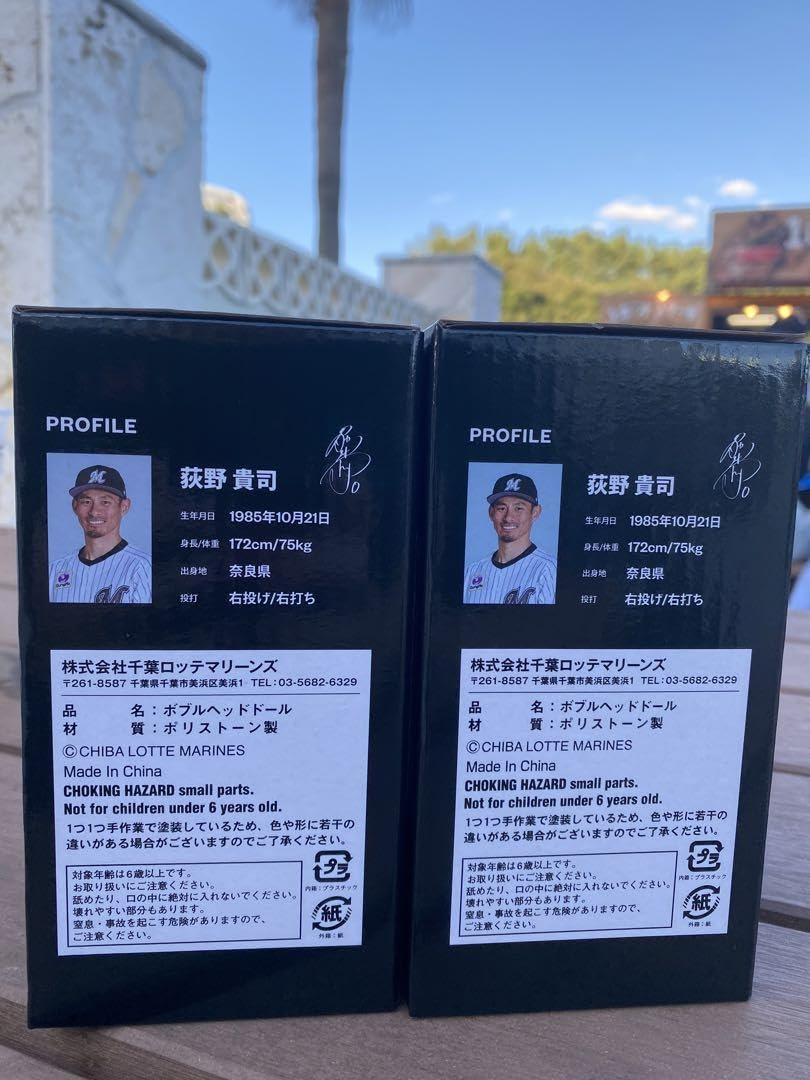 PROFILE
荻野 貴司
生年月日 1985年10月21日
身長/体重 172cm/75kg
出身地 奈良県
投打 右投げ/右打ち
株式会社千葉ロッテマリーンズ
〒261-8587 千葉県千葉市美浜区美浜1 TEL:03-5682-6329
品 名:ボブルヘッドドール
材 質:ポリストーン製
©CHIBA LOTTE MARINES
Made In China
CHOKING HAZARD small parts.
Not for children under 6 years old.
1つ1つ手作業で塗装しているため、色や形に若干の
違いがある場合がございますのでご了承ください。
対象年齢は6歳以上です。
お取り扱いにご注意ください。
舐めたり、口の中に絶対に入れないでください。
壊れやすい部分もあります。
窒息・事故を起こす危険がありますので、
ご注意ください。
プラ
内箱:プラスチック
紙
外箱:紙
PROFILE
荻野 貴司
生年月日 1985年10月21日
身長/体重 172cm/75kg
出身地 奈良県
投打 右投げ/右打ち
株式会社千葉ロッテマリーンズ
〒261-8587 千葉県千葉市美浜区美浜1 TEL:03-5682-6329
品 名:ボブルヘッドドール
材 質:ポリストーン製
©CHIBA LOTTE MARINES
Made In China
CHOKING HAZARD small parts.
Not for children under 6 years old.
1つ1つ手作業で塗装しているため、色や形に若干の
違いがある場合がございますのでご了承ください。
対象年齢は6歳以上です。
お取り扱いにご注意ください。
舐めたり、口の中に絶対に入れないでください。
壊れやすい部分もあります。
窒息・事故を起こす危険がありますので、
ご注意ください。
プラ
内箱:プラスチック
紙
外箱:紙